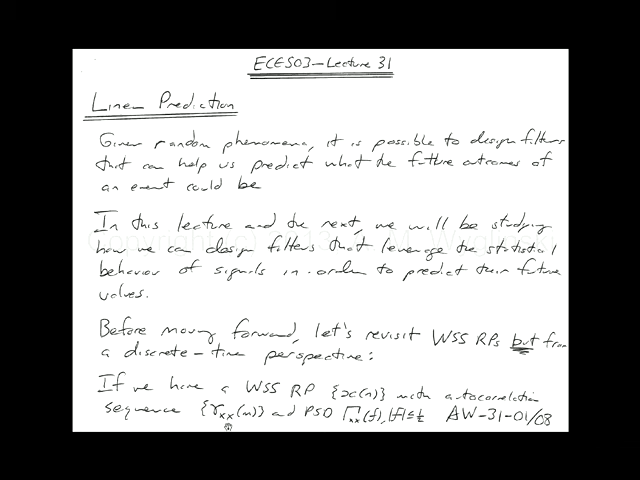 ECE503-Lecture 31
Linear Prediction
Given random phenomena, it is possible to design filters
that can help us predict what the future outcomes of
an event could be
In this lecture and the next, we will be studying
how we can design filters that leverage the statistical
behavior of signals in order to predict their future
values.
Before moving forward, let's revisit WSS RPs but from
a discrete-time perspective:
If we have a WSS RP {x(n)} with autocorrelation
sequence {γxx(m)} and PSD Γxx(f), |f|≤½ AW-31-01/08